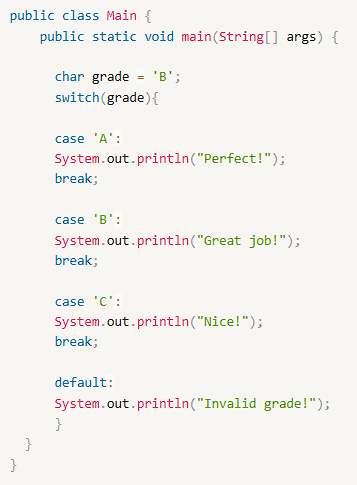 public class Main {
public static void main(String[] args) {
char grade = 'B';
switch(grade){
case 'A':
System.out.println("Perfect!");
break;
case 'B':
System.out.println("Great job!");
break;
case 'C':
System.out.println("Nice!");
break;
default:
System.out.println("Invalid grade!");
}
}
}